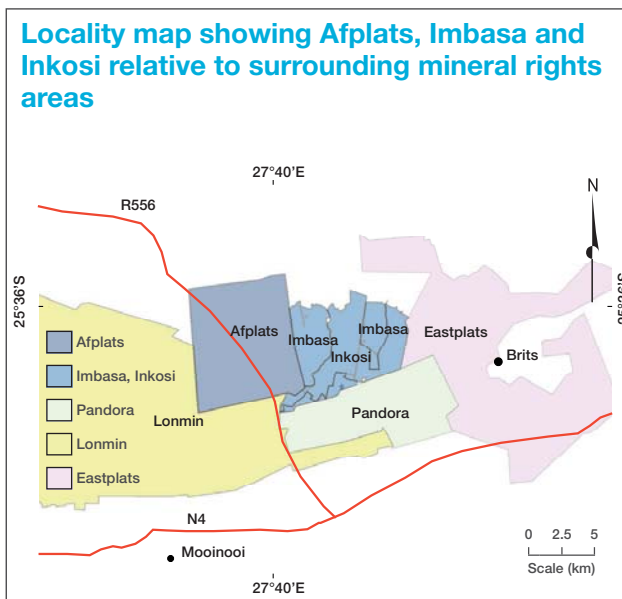 Locality map showing Afplats, Imbasa and
Inkosi relative to surrounding mineral rights
areas
27°40'E
N
R556
25°36'S
25°36'S
Afplats
Imbasa
Imbasa
Inkosi
Eastplats
Brits
Pandora
Lonmin
Afplats
Imbasa, Inkosi
Pandora
Lonmin
Eastplats
N4
Mooinooi
0 2.5 5
Scale (km)
27°40'E